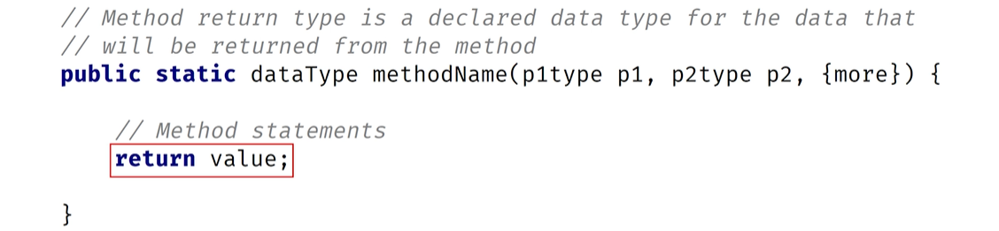 // Method return type is a declared data type for the data that
// will be returned from the method
public static dataType methodName(p1type p1, p2type p2, {more}) {
// Method statements
return value;
}